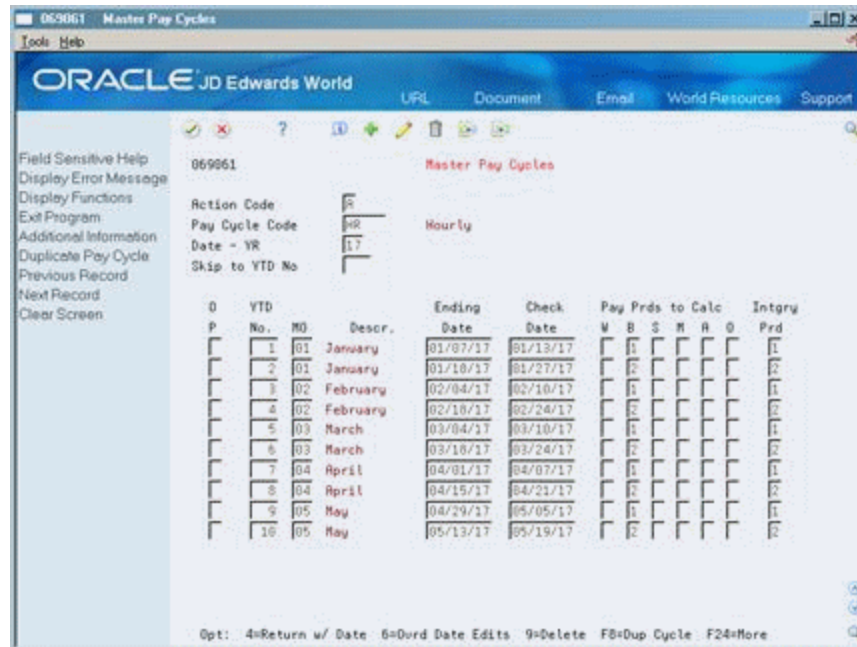 069061 Master Pay Cycles
Tools Help
ORACLE JD Edwards World
URL Document Email World Resources Support
Field Sensitive Help
Display Error Message
Display Functions
Exit Program
Additional Information
Duplicate Pay Cycle
Previous Record
Next Record
Clear Screen
069061 Master Pay Cycles
Action Code A
Pay Cycle Code HR Hourly
Date - YR 17
Skip to YTD No
O YTD Ending Check Pay Prds to Calc Intgry
P No. MO Descr. Date Date W B S M A O Prd
1 01 January 01/07/17 01/13/17 1 1
2 01 January 01/18/17 01/27/17 2 2
3 02 February 02/04/17 02/10/17 1 1
4 02 February 02/18/17 02/24/17 2 2
5 03 March 03/04/17 03/10/17 1 1
6 03 March 03/18/17 03/24/17 2 2
7 04 April 04/01/17 04/07/17 1 1
8 04 April 04/15/17 04/21/17 2 2
9 05 May 04/29/17 05/05/17 1 1
10 05 May 05/13/17 05/19/17 2 2
Opt: 4=Return w/ Date 6=Ovrd Date Edits 9=Delete F8=Dup Cycle F24=More